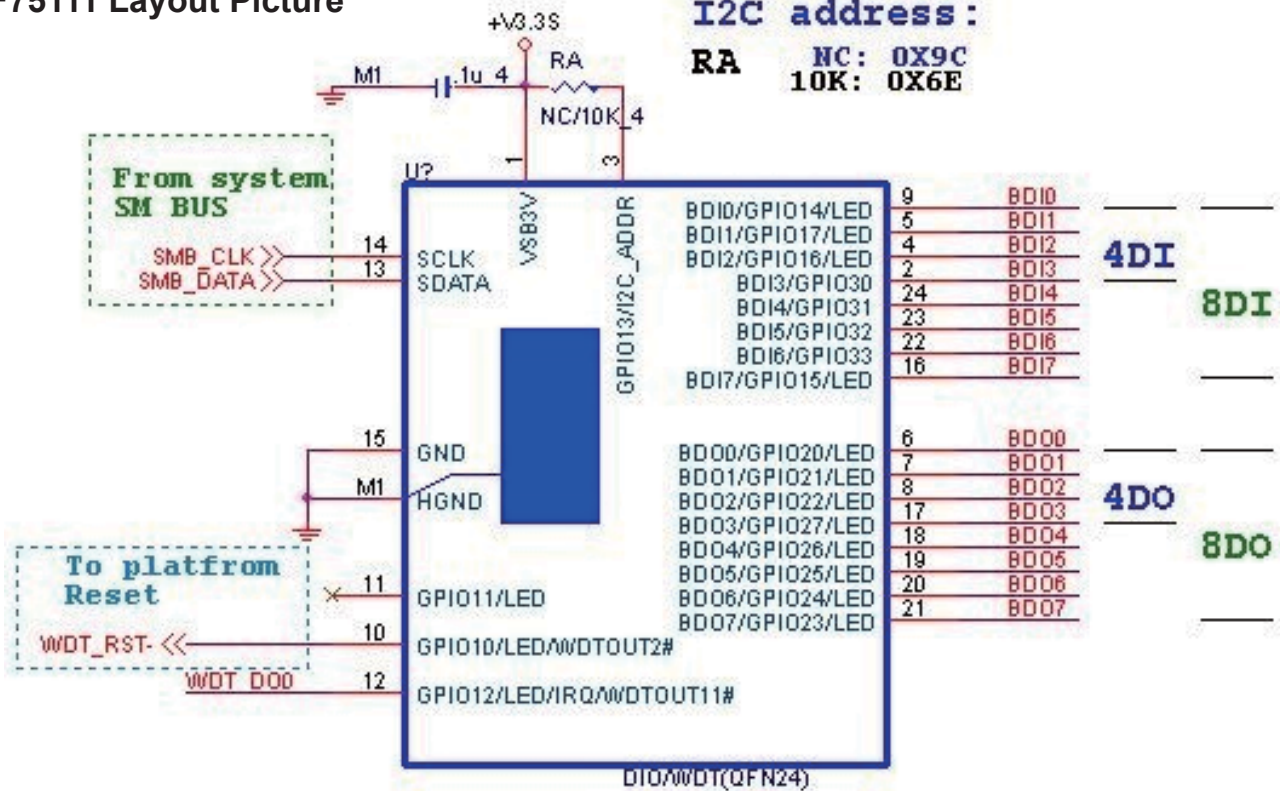 F75111 Layout Picture
+V3.3S
I2C address:
RA NC: 0X9C
10K: 0X6E
M1 .1u_4 RA
NC/10K_4
U?
1 3
From system
SM BUS
SMB_CLK 14 SCLK
SMB_DATA 13 SDATA
VSB3V
GPIO13/I2C_ADDR
BDI0/GPIO14/LED 9 BDI0
BDI1/GPIO17/LED 5 BDI1
BDI2/GPIO16/LED 4 BDI2
BDI3/GPIO30 2 BDI3
BDI4/GPIO31 24 BDI4
BDI5/GPIO32 23 BDI5
BDI6/GPIO33 22 BDI6
BDI7/GPIO15/LED 16 BDI7
4DI
8DI
15 GND
M1 HGND
BDO0/GPIO20/LED 6 BDO0
BDO1/GPIO21/LED 7 BDO1
BDO2/GPIO22/LED 8 BDO2
BDO3/GPIO27/LED 17 BDO3
BDO4/GPIO26/LED 18 BDO4
BDO5/GPIO25/LED 19 BDO5
BDO6/GPIO24/LED 20 BDO6
BDO7/GPIO23/LED 21 BDO7
4DO
8DO
To platfrom
Reset
11 GPIO11/LED
WDT_RST- 10 GPIO10/LED/WDTOUT2#
WDT_DO0 12 GPIO12/LED/IRQ/WDTOUT11#
DIO/WDT(QFN24)